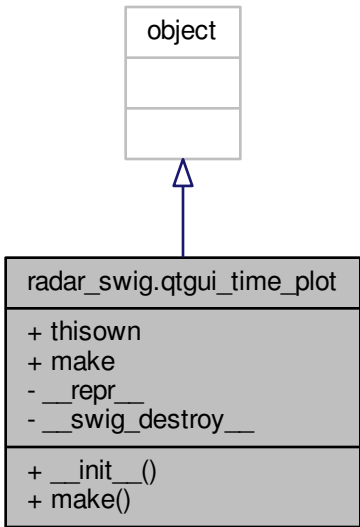 object
radar_swig.qtgui_time_plot
+ thisown
+ make
- __repr__
- __swig_destroy__
+ __init__()
+ make()